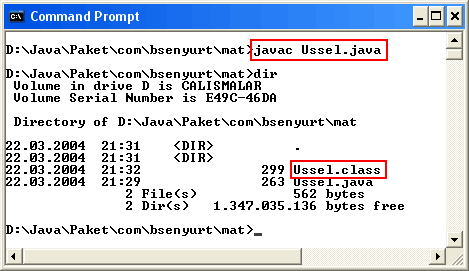 Command Prompt
D:\Java\Paket\com\bsenyurt\mat>javac Ussel.java
D:\Java\Paket\com\bsenyurt\mat>dir
Volume in drive D is CALISMALAR
Volume Serial Number is E49C-46DA
Directory of D:\Java\Paket\com\bsenyurt\mat
22.03.2004  21:31    <DIR>          .
22.03.2004  21:31    <DIR>          ..
22.03.2004  21:32               299 Ussel.class
22.03.2004  21:29               263 Ussel.java
2 File(s)            562 bytes
2 Dir(s)   1.347.035.136 bytes free
D:\Java\Paket\com\bsenyurt\mat>_